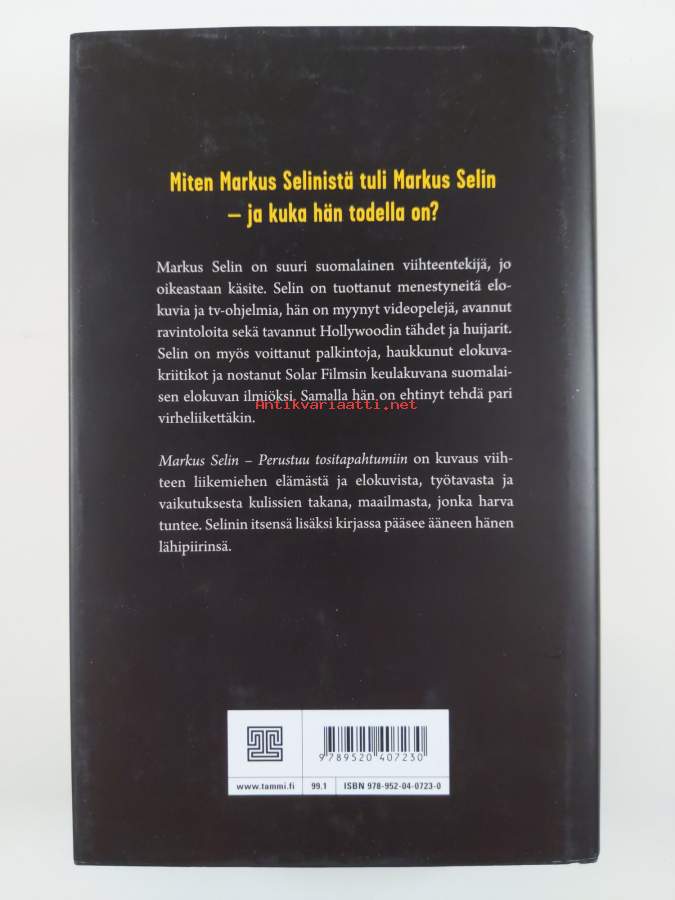 Miten Markus Selinistä tuli Markus Selin
– ja kuka hän todella on?
Markus Selin on suuri suomalainen viihteentekijä, jo
oikeastaan käsite. Selin on tuottanut menestyneitä elo-
kuvia ja tv-ohjelmia, hän on myynyt videopelejä, avannut
ravintoloita sekä tavannut Hollywoodin tähdet ja huijarit.
Selin on myös voittanut palkintoja, haukkunut elokuva-
kriitikot ja nostanut Solar Filmsin keulakuvana suomalai-
sen elokuvan ilmiöksi. Samalla hän on ehtinyt tehdä pari
Antikvariaatti.net
virheliikettäkin.
Markus Selin – Perustuu tositapahtumiin on kuvaus viih-
teen liikemiehen elämästä ja elokuvista, työtavasta ja
vaikutuksesta kulissien takana, maailmasta, jonka harva
tuntee. Selinin itsensä lisäksi kirjassa pääsee ääneen hänen
lähipiirinsä.
9 789520 407230
www.tammi.fi 99.1 ISBN 978-952-04-0723-0